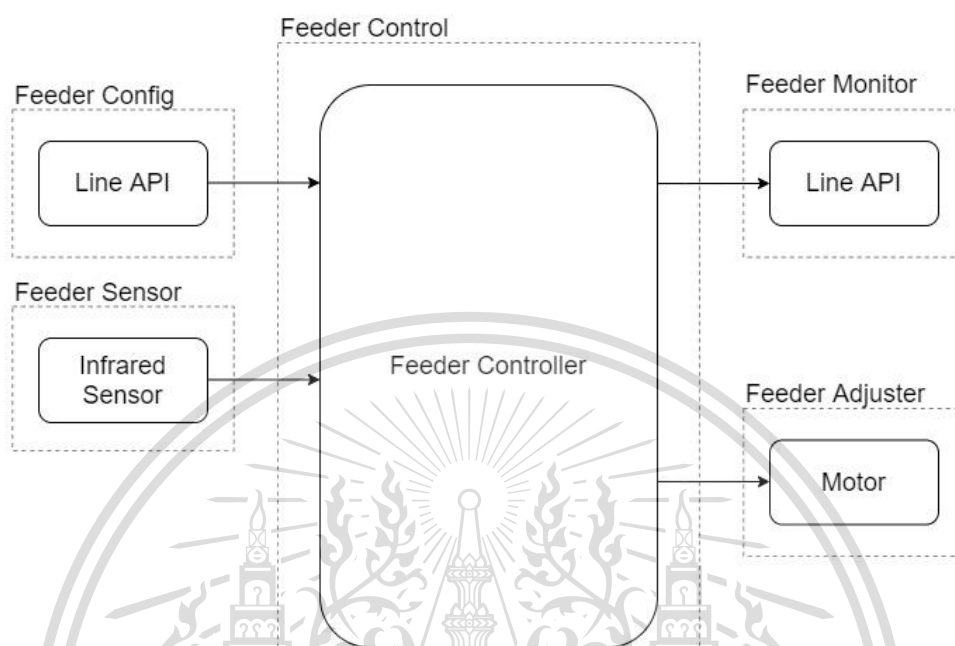 Feeder Control
Feeder Config
Line API
Feeder Sensor
Infrared
Sensor
Feeder Controller
Feeder Monitor
Line API
Feeder Adjuster
Motor